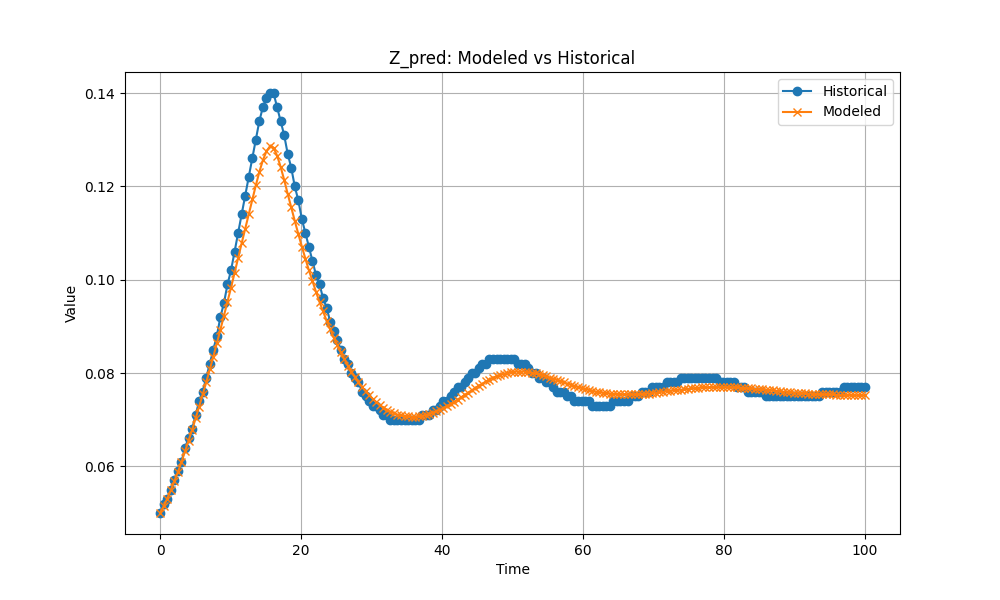 Z_pred: Modeled vs Historical
Historical
Modeled
Value
0.14
0.12
0.10
0.08
0.06
0 20 40 60 80 100
Time